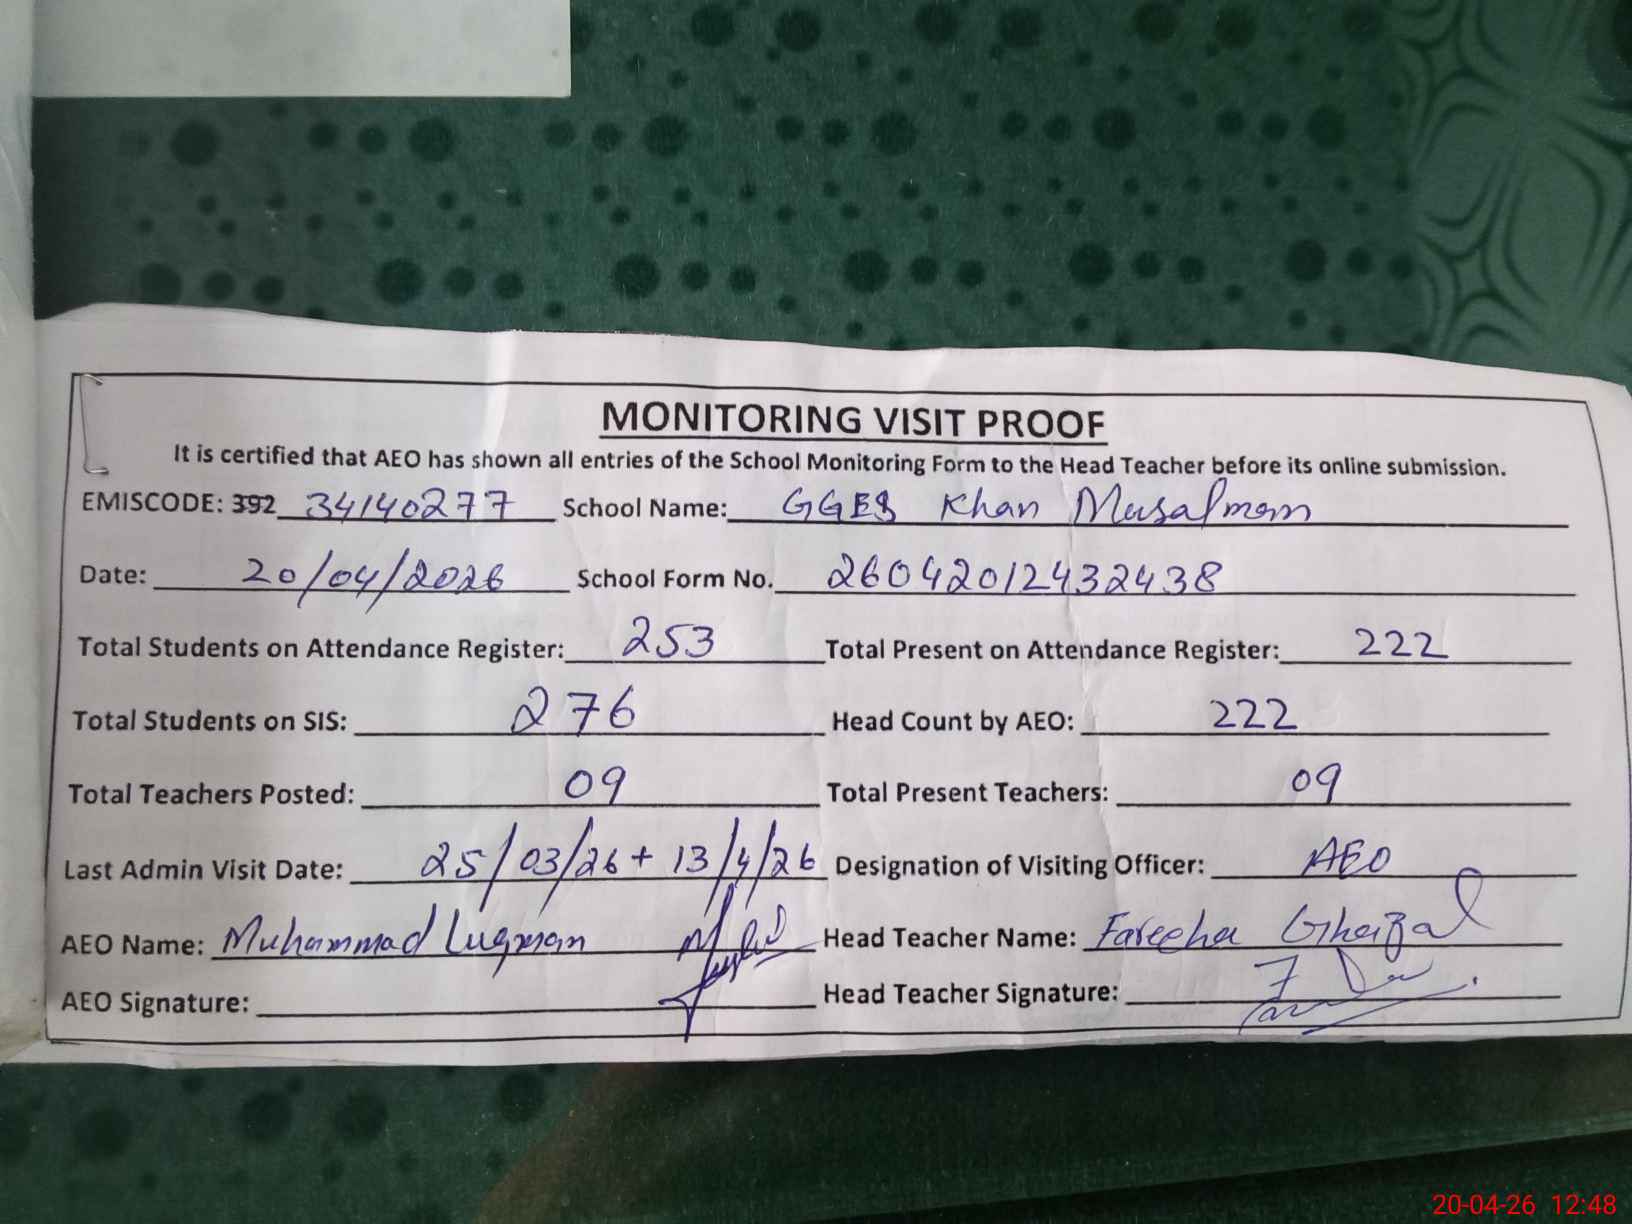 MONITORING VISIT PROOF
It is certified that AEO has shown all entries of the School Monitoring Form to the Head Teacher before its online submission.
EMISCODE: 392 34140277 School Name: GGES Khan Musalman
Date: 20/04/2026 School Form No. 26042012432438
Total Students on Attendance Register: 253 Total Present on Attendance Register: 222
Total Students on SIS: 276 Head Count by AEO: 222
Total Teachers Posted: 09 Total Present Teachers: 09
Last Admin Visit Date: 25/03/26 + 13/4/26 Designation of Visiting Officer: AEO
AEO Name: Muhammad Luqman Head Teacher Name: Fareeha Ghazal
AEO Signature: Head Teacher Signature:
20-04-26 12:48